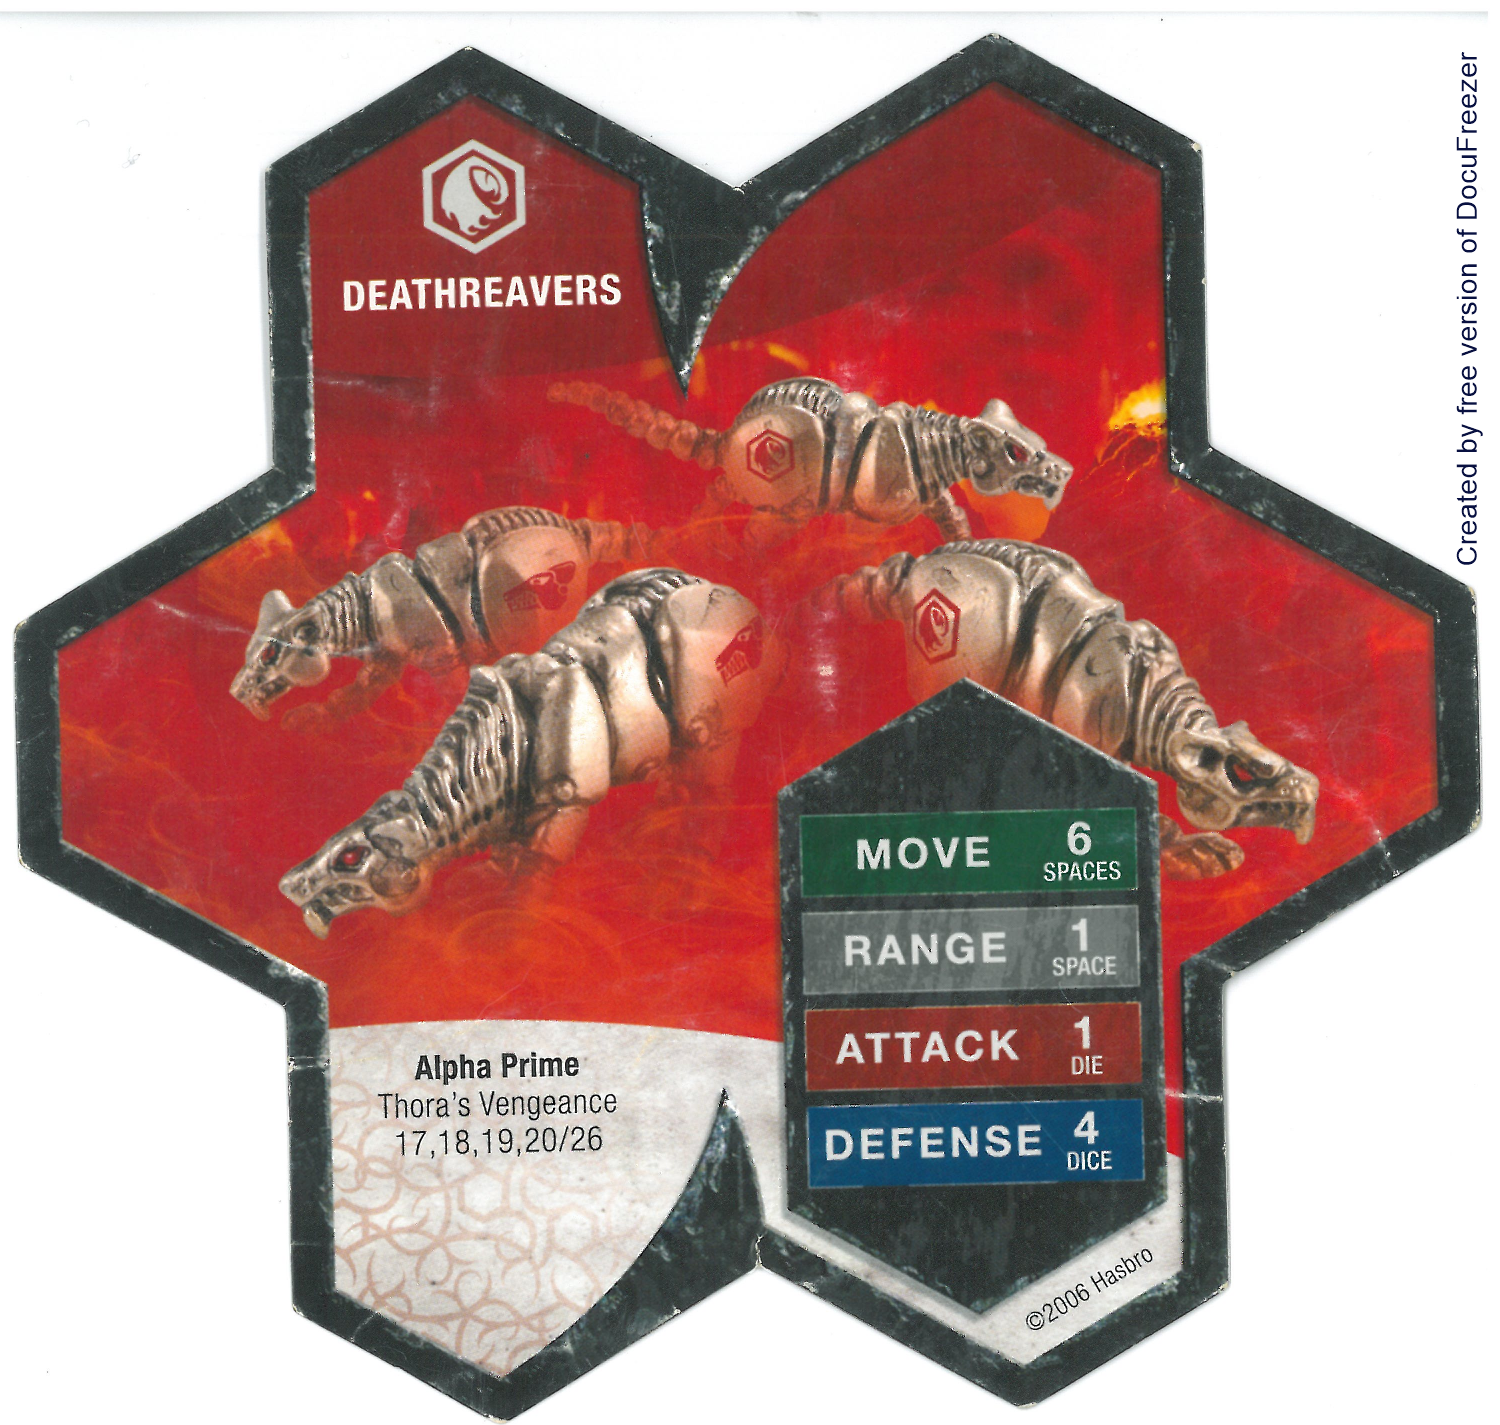 DEATHREAVERS
MOVE 6 SPACES
RANGE 1 SPACE
ATTACK 1 DIE
DEFENSE 4 DICE
Alpha Prime
Thora's Vengeance
17,18,19,20/26
©2006 Hasbro
Created by free version of DocuFreezer